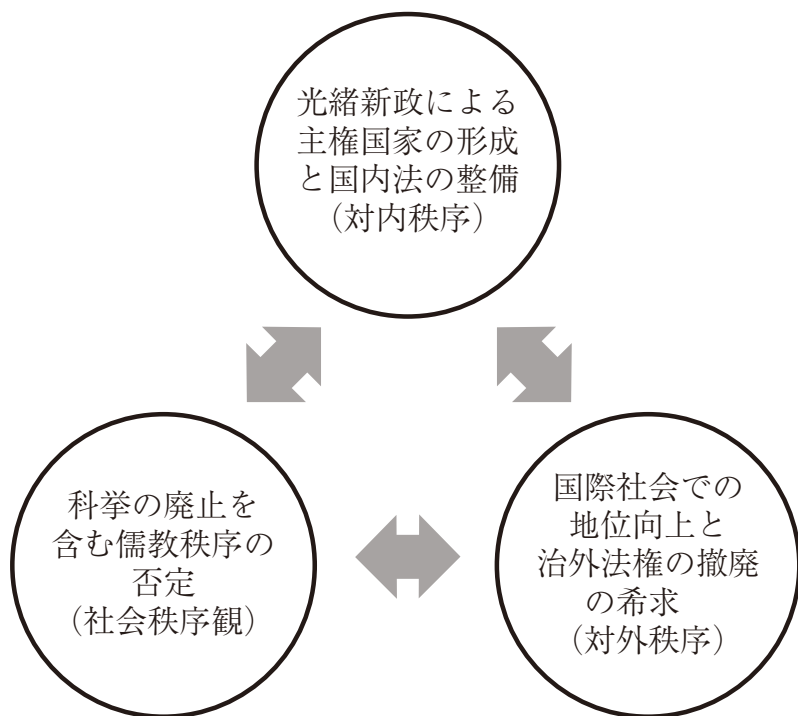 光緒新政による
主権国家の形成
と国内法の整備
（対内秩序）
科挙の廃止を
含む儒教秩序の
否定
（社会秩序観）
国際社会での
地位向上と
治外法権の撤廃
の希求
（対外秩序）